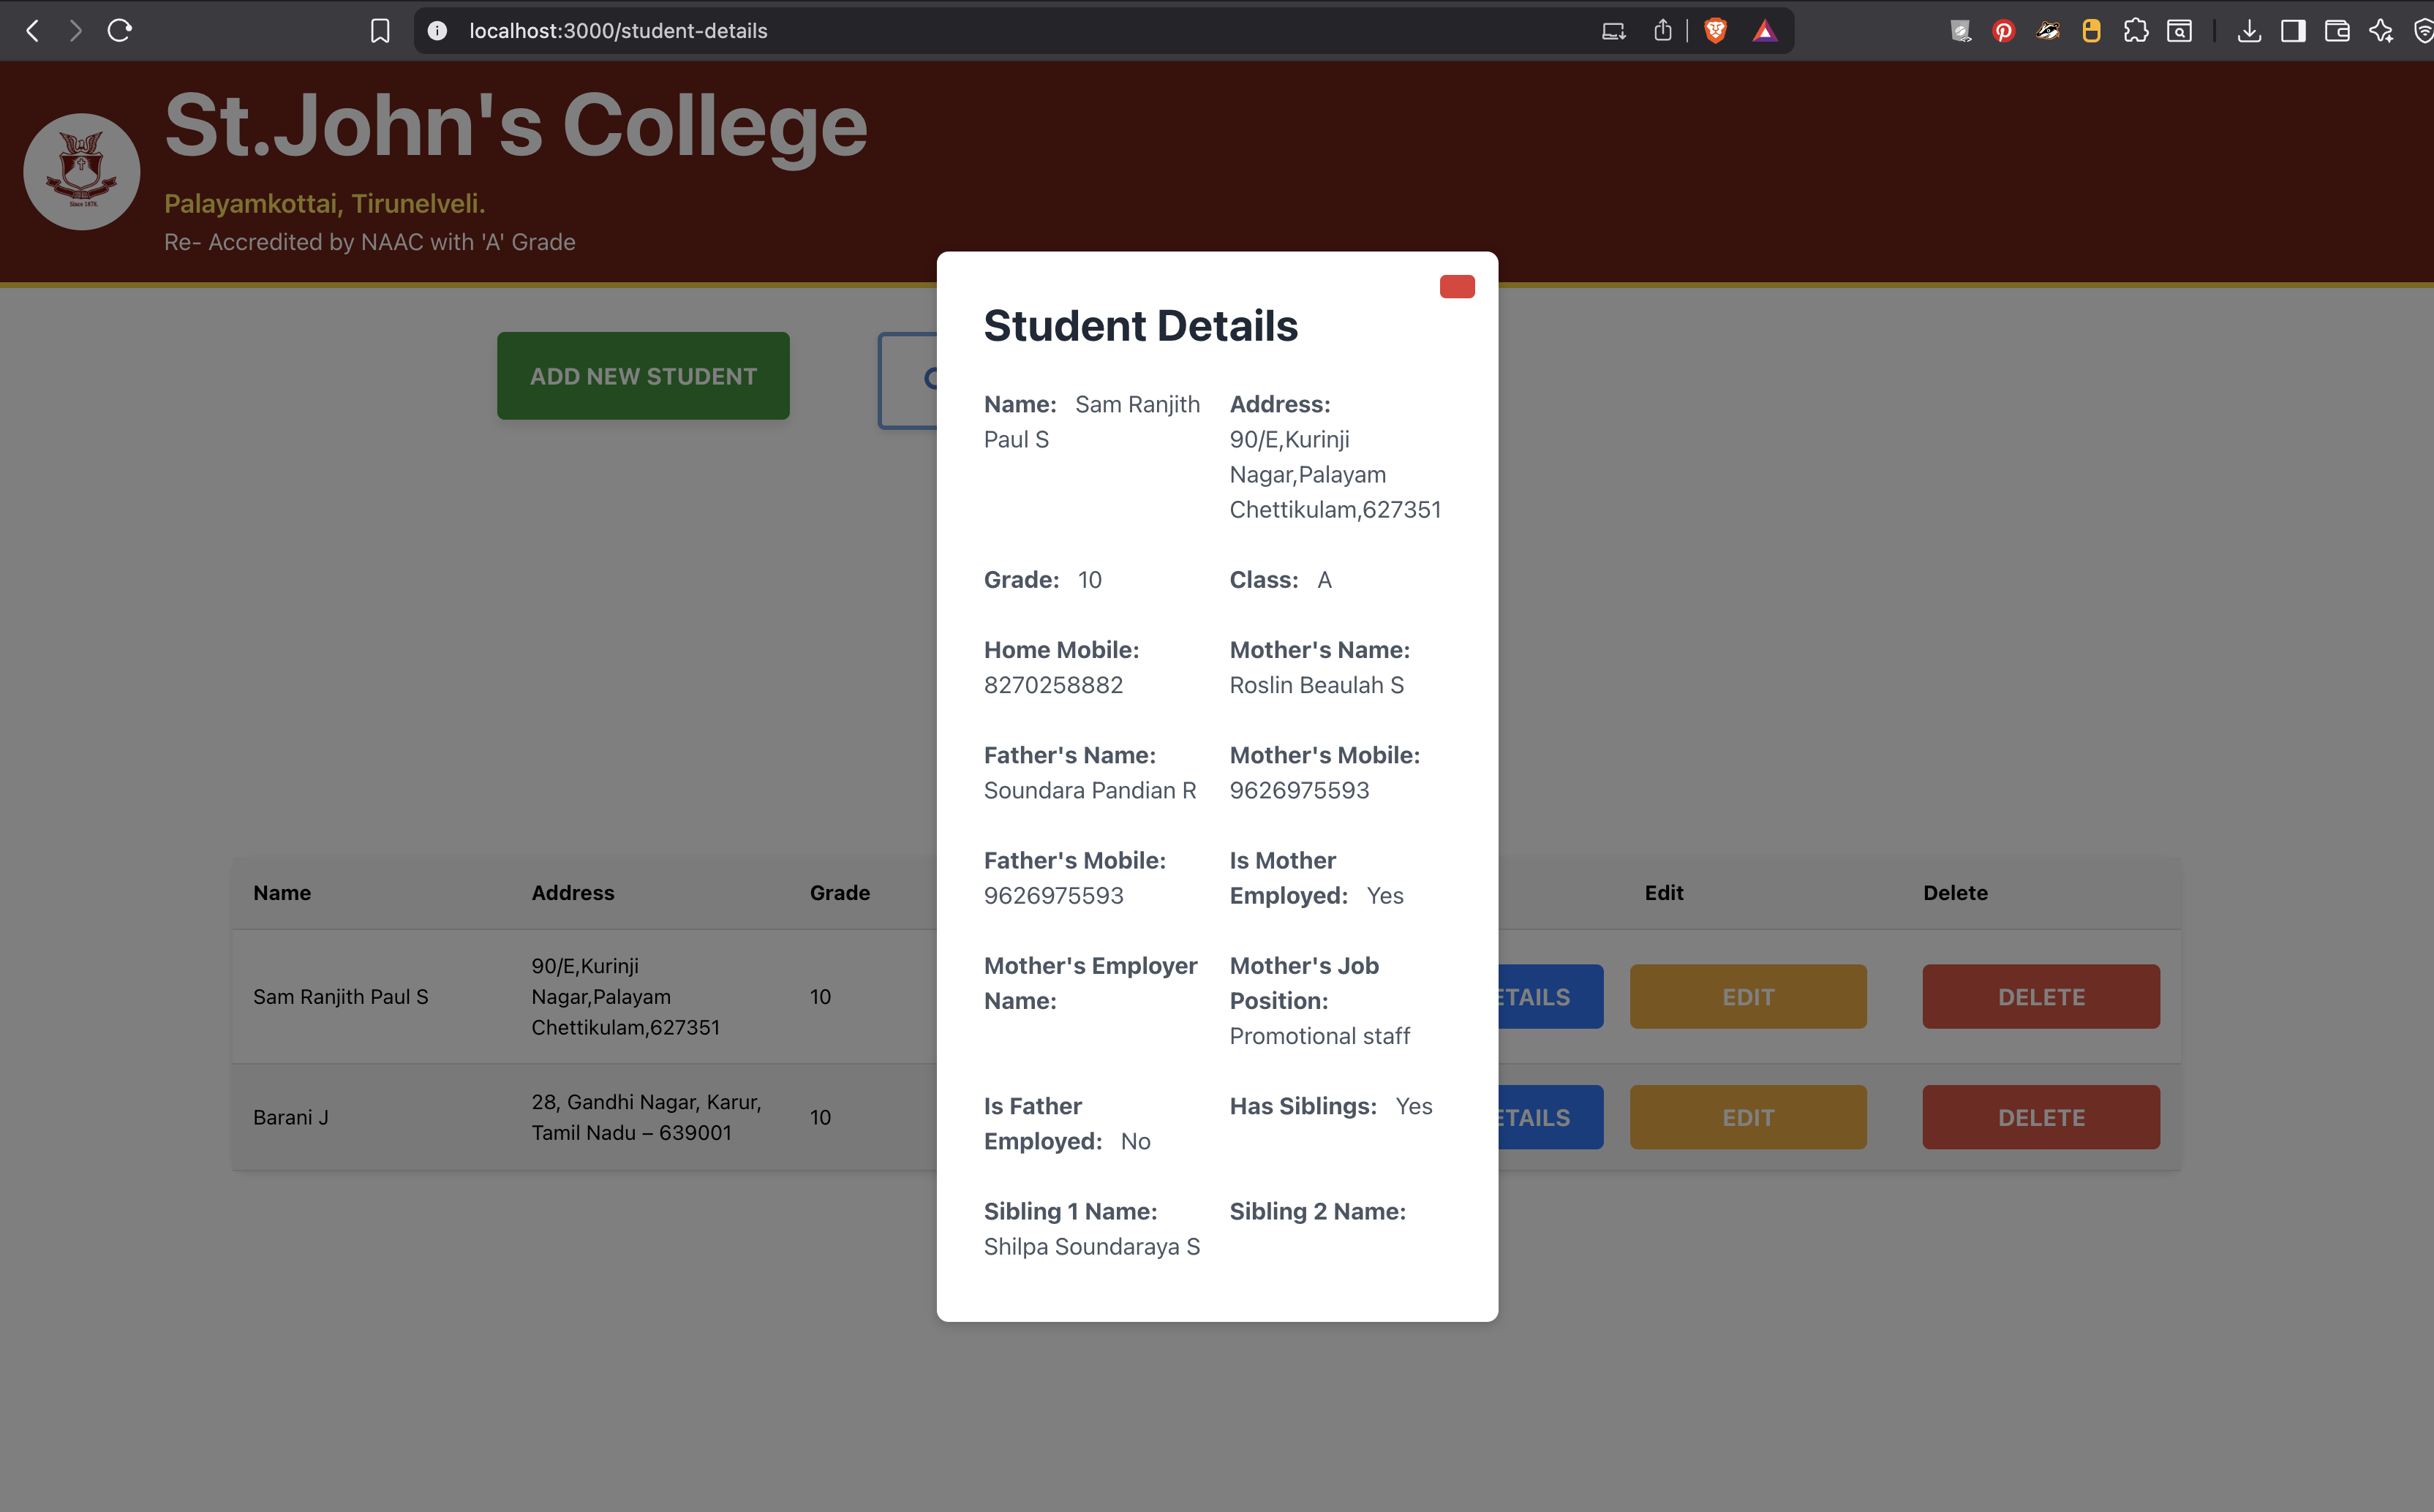 localhost:3000/student-details
St.John's College
Palayamkottai, Tirunelveli.
Re- Accredited by NAAC with 'A' Grade
Since 1878.
ADD NEW STUDENT
Student Details
Name: Sam Ranjith
Paul S
Address:
90/E,Kurinji
Nagar,Palayam
Chettikulam,627351
Grade: 10
Class: A
Home Mobile:
8270258882
Mother's Name:
Roslin Beaulah S
Father's Name:
Soundara Pandian R
Mother's Mobile:
9626975593
Father's Mobile:
9626975593
Is Mother
Employed: Yes
Mother's Employer
Name:
Mother's Job
Position:
Promotional staff
Is Father
Employed: No
Has Siblings: Yes
Sibling 1 Name:
Shilpa Soundaraya S
Sibling 2 Name:
Name Address Grade Edit Delete
Sam Ranjith Paul S
90/E,Kurinji
Nagar,Palayam
Chettikulam,627351
10
ETAILS
EDIT
DELETE
Barani J
28, Gandhi Nagar, Karur,
Tamil Nadu – 639001
10
ETAILS
EDIT
DELETE